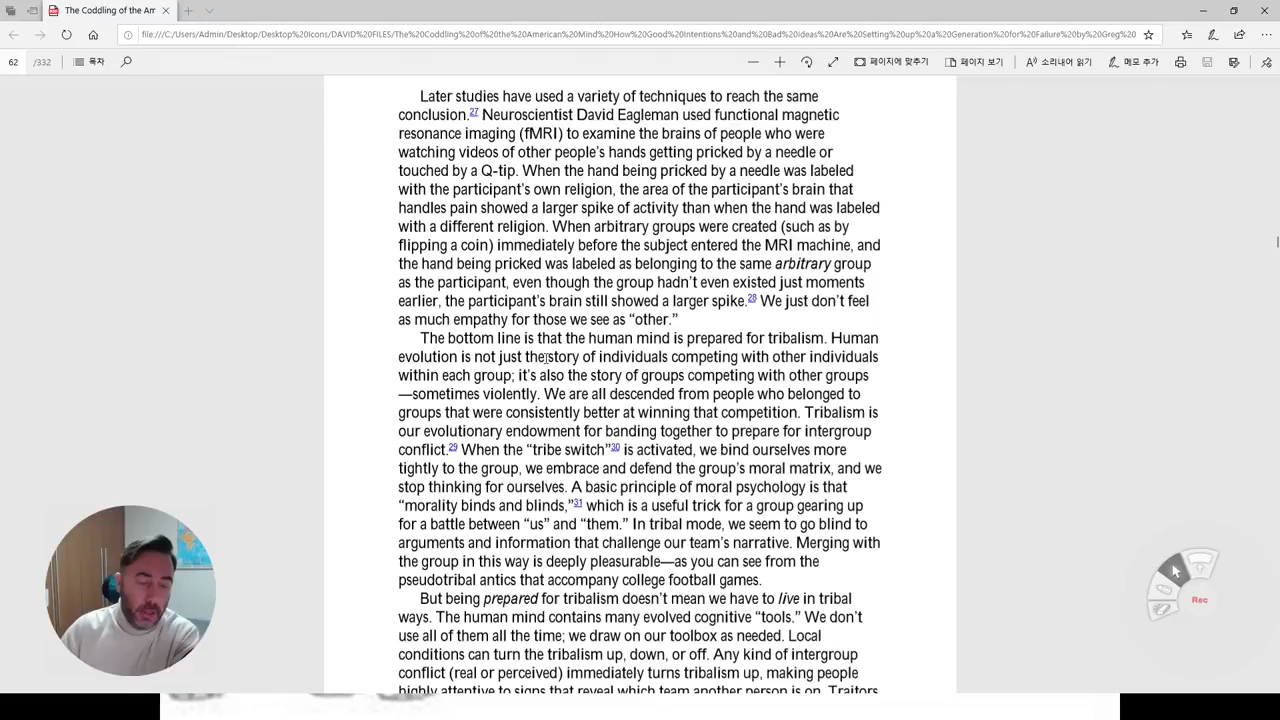 The Coddling of the Am
file:///C:/Users/Admin/Desktop/Desktop%20Icons/DAVID%20FILES/The%20Coddling%20of%20the%20American%20Mind%20How%20Good%20Intentions%20and%20Bad%20Ideas%20Are%20Setting%20up%20a%20Generation%20for%20Failure%20by%20Greg%20
62 /332 목차 페이지에 맞추기 페이지 보기 소리내어 읽기 메모 추가
Later studies have used a variety of techniques to reach the same
conclusion.27 Neuroscientist David Eagleman used functional magnetic
resonance imaging (fMRI) to examine the brains of people who were
watching videos of other people's hands getting pricked by a needle or
touched by a Q-tip. When the hand being pricked by a needle was labeled
with the participant's own religion, the area of the participant's brain that
handles pain showed a larger spike of activity than when the hand was labeled
with a different religion. When arbitrary groups were created (such as by
flipping a coin) immediately before the subject entered the MRI machine, and
the hand being pricked was labeled as belonging to the same arbitrary group
as the participant, even though the group hadn't even existed just moments
earlier, the participant's brain still showed a larger spike.28 We just don't feel
as much empathy for those we see as “other.”
The bottom line is that the human mind is prepared for tribalism. Human
evolution is not just the story of individuals competing with other individuals
within each group; it's also the story of groups competing with other groups
—sometimes violently. We are all descended from people who belonged to
groups that were consistently better at winning that competition. Tribalism is
our evolutionary endowment for banding together to prepare for intergroup
conflict.29 When the “tribe switch”30 is activated, we bind ourselves more
tightly to the group, we embrace and defend the group's moral matrix, and we
stop thinking for ourselves. A basic principle of moral psychology is that
“morality binds and blinds,”31 which is a useful trick for a group gearing up
for a battle between “us” and “them.” In tribal mode, we seem to go blind to
arguments and information that challenge our team's narrative. Merging with
the group in this way is deeply pleasurable—as you can see from the
pseudotribal antics that accompany college football games.
But being prepared for tribalism doesn't mean we have to live in tribal
ways. The human mind contains many evolved cognitive “tools.” We don't
use all of them all the time; we draw on our toolbox as needed. Local
conditions can turn the tribalism up, down, or off. Any kind of intergroup
conflict (real or perceived) immediately turns tribalism up, making people
highly attentive to signs that reveal which team another person is on. Traitors
Rec